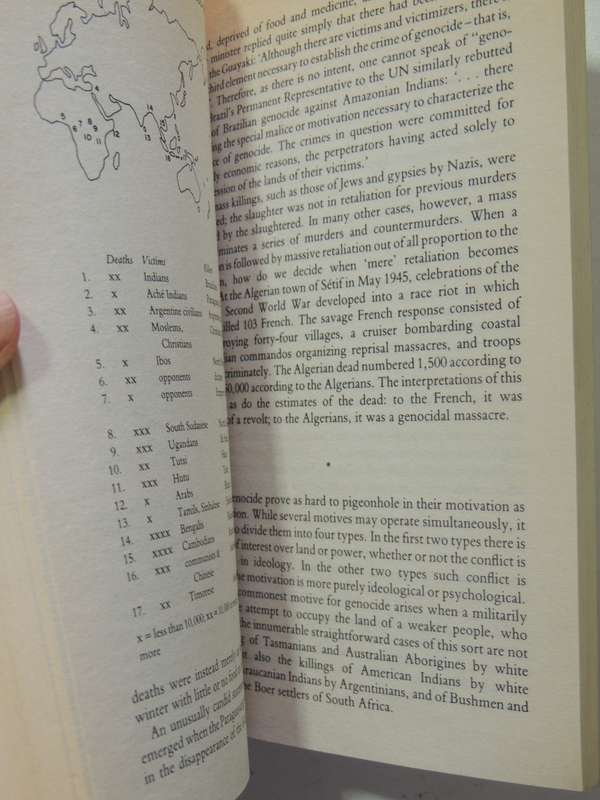 Deaths Victims
1. xx Indians
2. x Aché Indians
3. xx Argentine civilians
4. xx Moslems,
Christians
5. x Ibos
6. xx opponents
7. x opponents
8. xxx South Sudanese
9. xxx Ugandans
10. xx Tutsi
11. xxx Hutu
12. x Arabs
13. x Tamils, Sinhalese
14. xxxx Bengalis
15. xxxx Cambodians
16. xxx communists &
Chinese
17. xx Timorese
x = less than 10,000; xx = 10,000
more
deaths were instead
winter with little or no
An unusually candid
emerged when the
in the disappearance of the
deprived of food and medicine,
minister replied quite simply that there had
the Guayaki: 'Although there are victims and victimizers, there
third element necessary to establish the crime of genocide – that is,
Therefore, as there is no intent, one cannot speak of "geno-
Brazil's Permanent Representative to the UN similarly rebutted
of Brazilian genocide against Amazonian Indians: '. . . there
the special malice or motivation necessary to characterize the
of genocide. The crimes in question were committed for
economic reasons, the perpetrators having acted solely to
of the lands of their victims.'
mass killings, such as those of Jews and gypsies by Nazis, were
the slaughter was not in retaliation for previous murders
by the slaughtered. In many other cases, however, a mass
a series of murders and countermurders. When a
is followed by massive retaliation out of all proportion to the
how do we decide when 'mere' retaliation becomes
At the Algerian town of Sétif in May 1945, celebrations of the
Second World War developed into a race riot in which
killed 103 French. The savage French response consisted of
forty-four villages, a cruiser bombarding coastal
commandos organizing reprisal massacres, and troops
The Algerian dead numbered 1,500 according to
according to the Algerians. The interpretations of this
as do the estimates of the dead: to the French, it was
of a revolt; to the Algerians, it was a genocidal massacre.
*
genocide prove as hard to pigeonhole in their motivation as
While several motives may operate simultaneously, it
to divide them into four types. In the first two types there is
of interest over land or power, whether or not the conflict is
in ideology. In the other two types such conflict is
the motivation is more purely ideological or psychological.
commonest motive for genocide arises when a militarily
attempt to occupy the land of a weaker people, who
the innumerable straightforward cases of this sort are not
of Tasmanians and Australian Aborigines by white
also the killings of American Indians by white
Araucanian Indians by Argentinians, and of Bushmen and
the Boer settlers of South Africa.